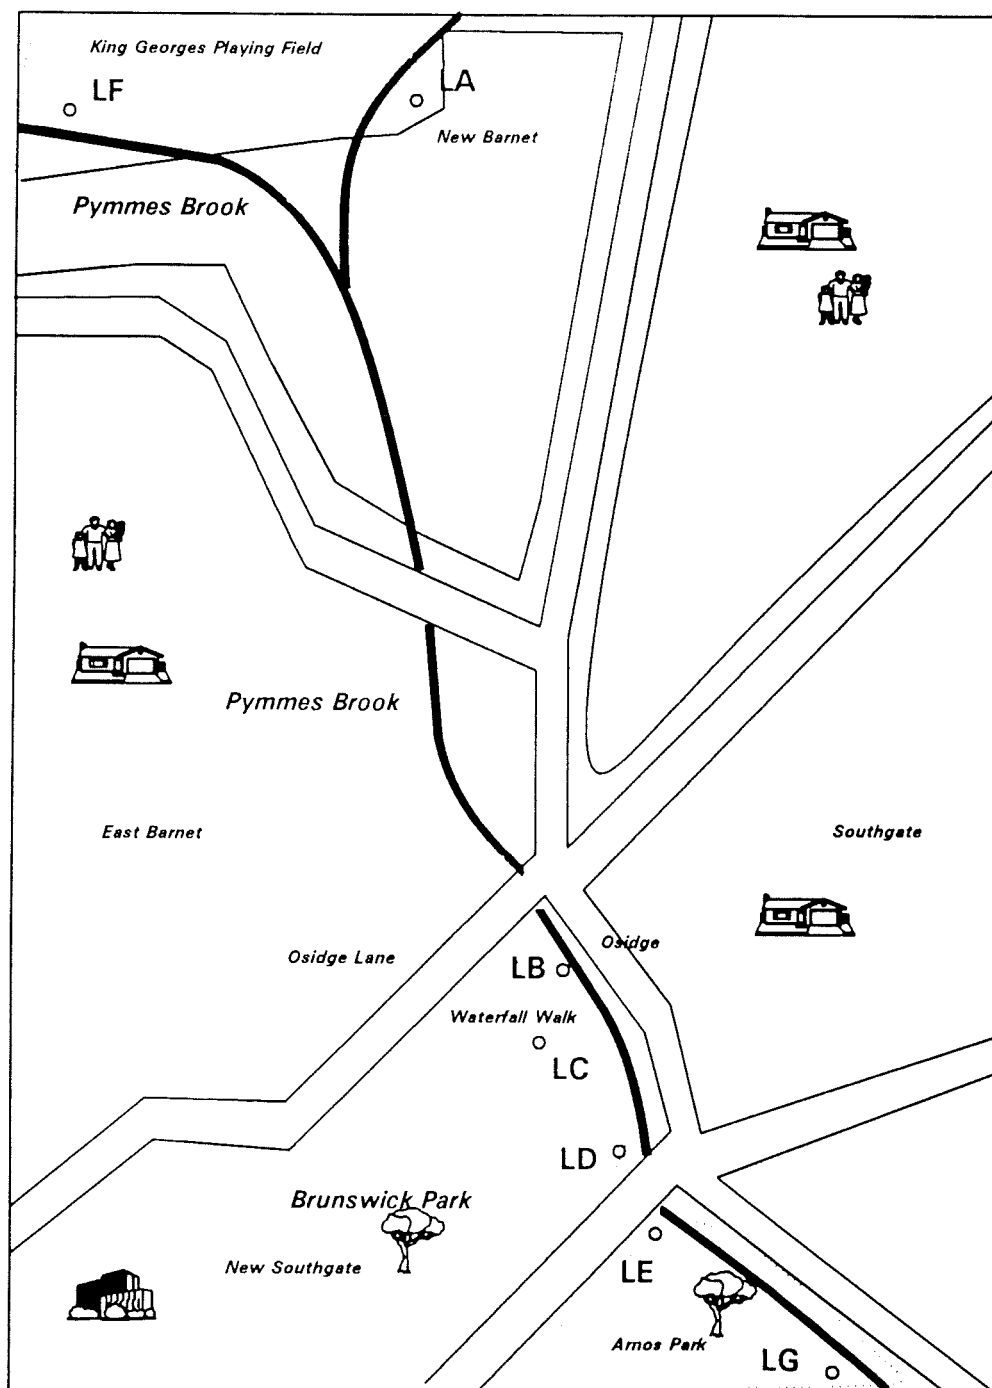 King Georges Playing Field
LF
LA
New Barnet
Pymmes Brook
Pymmes Brook
East Barnet
Southgate
Osidge
Osidge Lane
LB
Waterfall Walk
LC
LD
Brunswick Park
New Southgate
LE
Arnos Park
LG